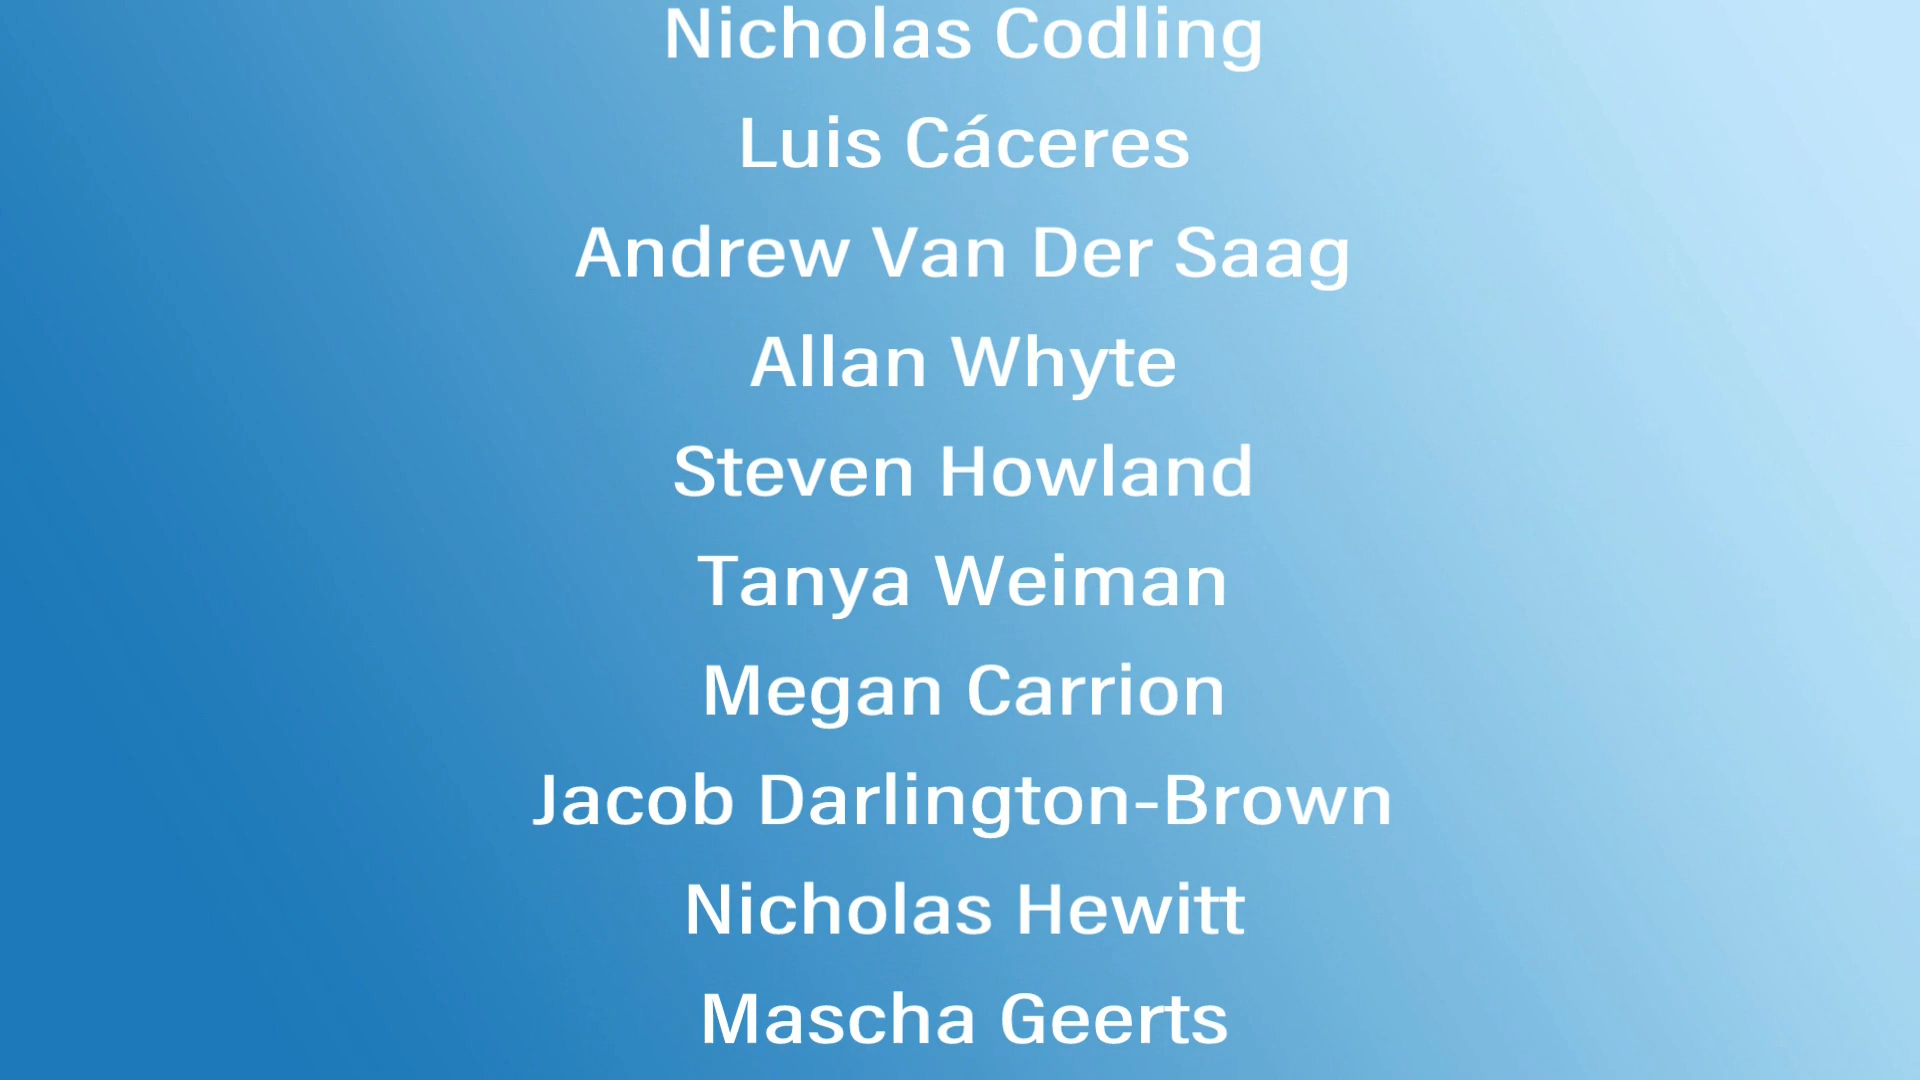 Nicholas Codling
Luis Cáceres
Andrew Van Der Saag
Allan Whyte
Steven Howland
Tanya Weiman
Megan Carrion
Jacob Darlington-Brown
Nicholas Hewitt
Mascha Geerts